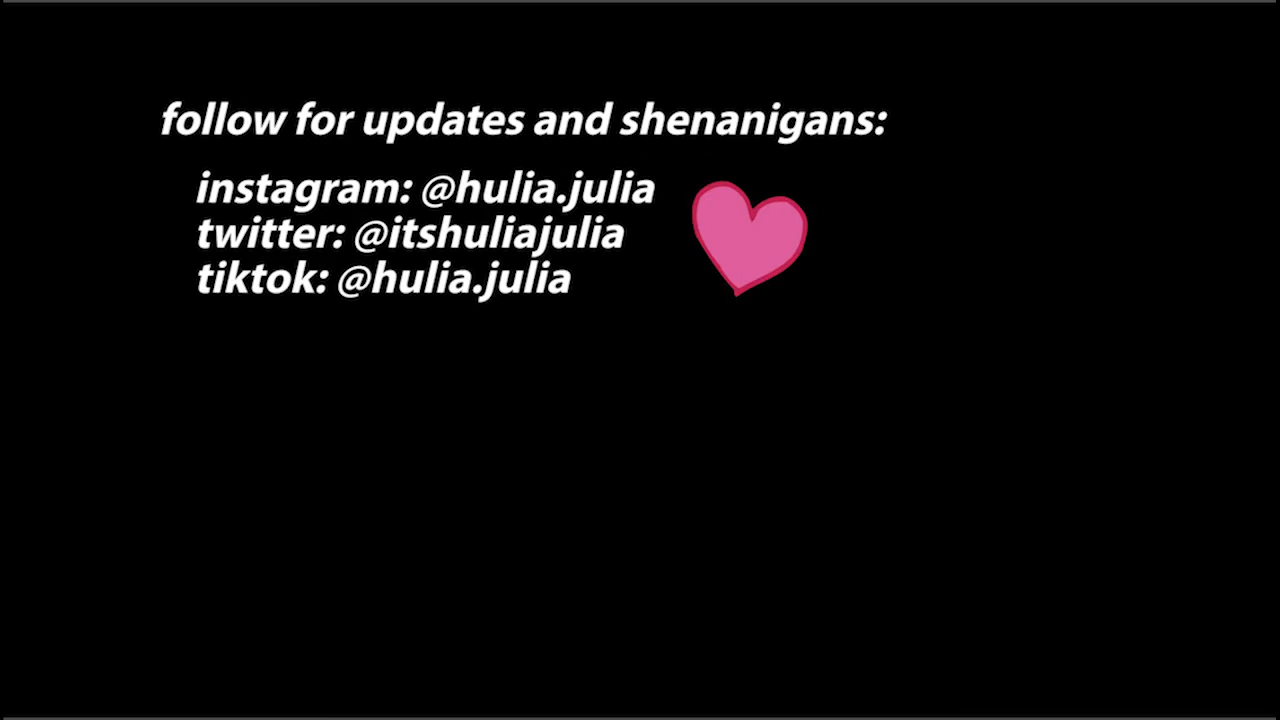 follow for updates and shenanigans:
instagram: @hulia.julia
twitter: @itshuliajulia
tiktok: @hulia.julia